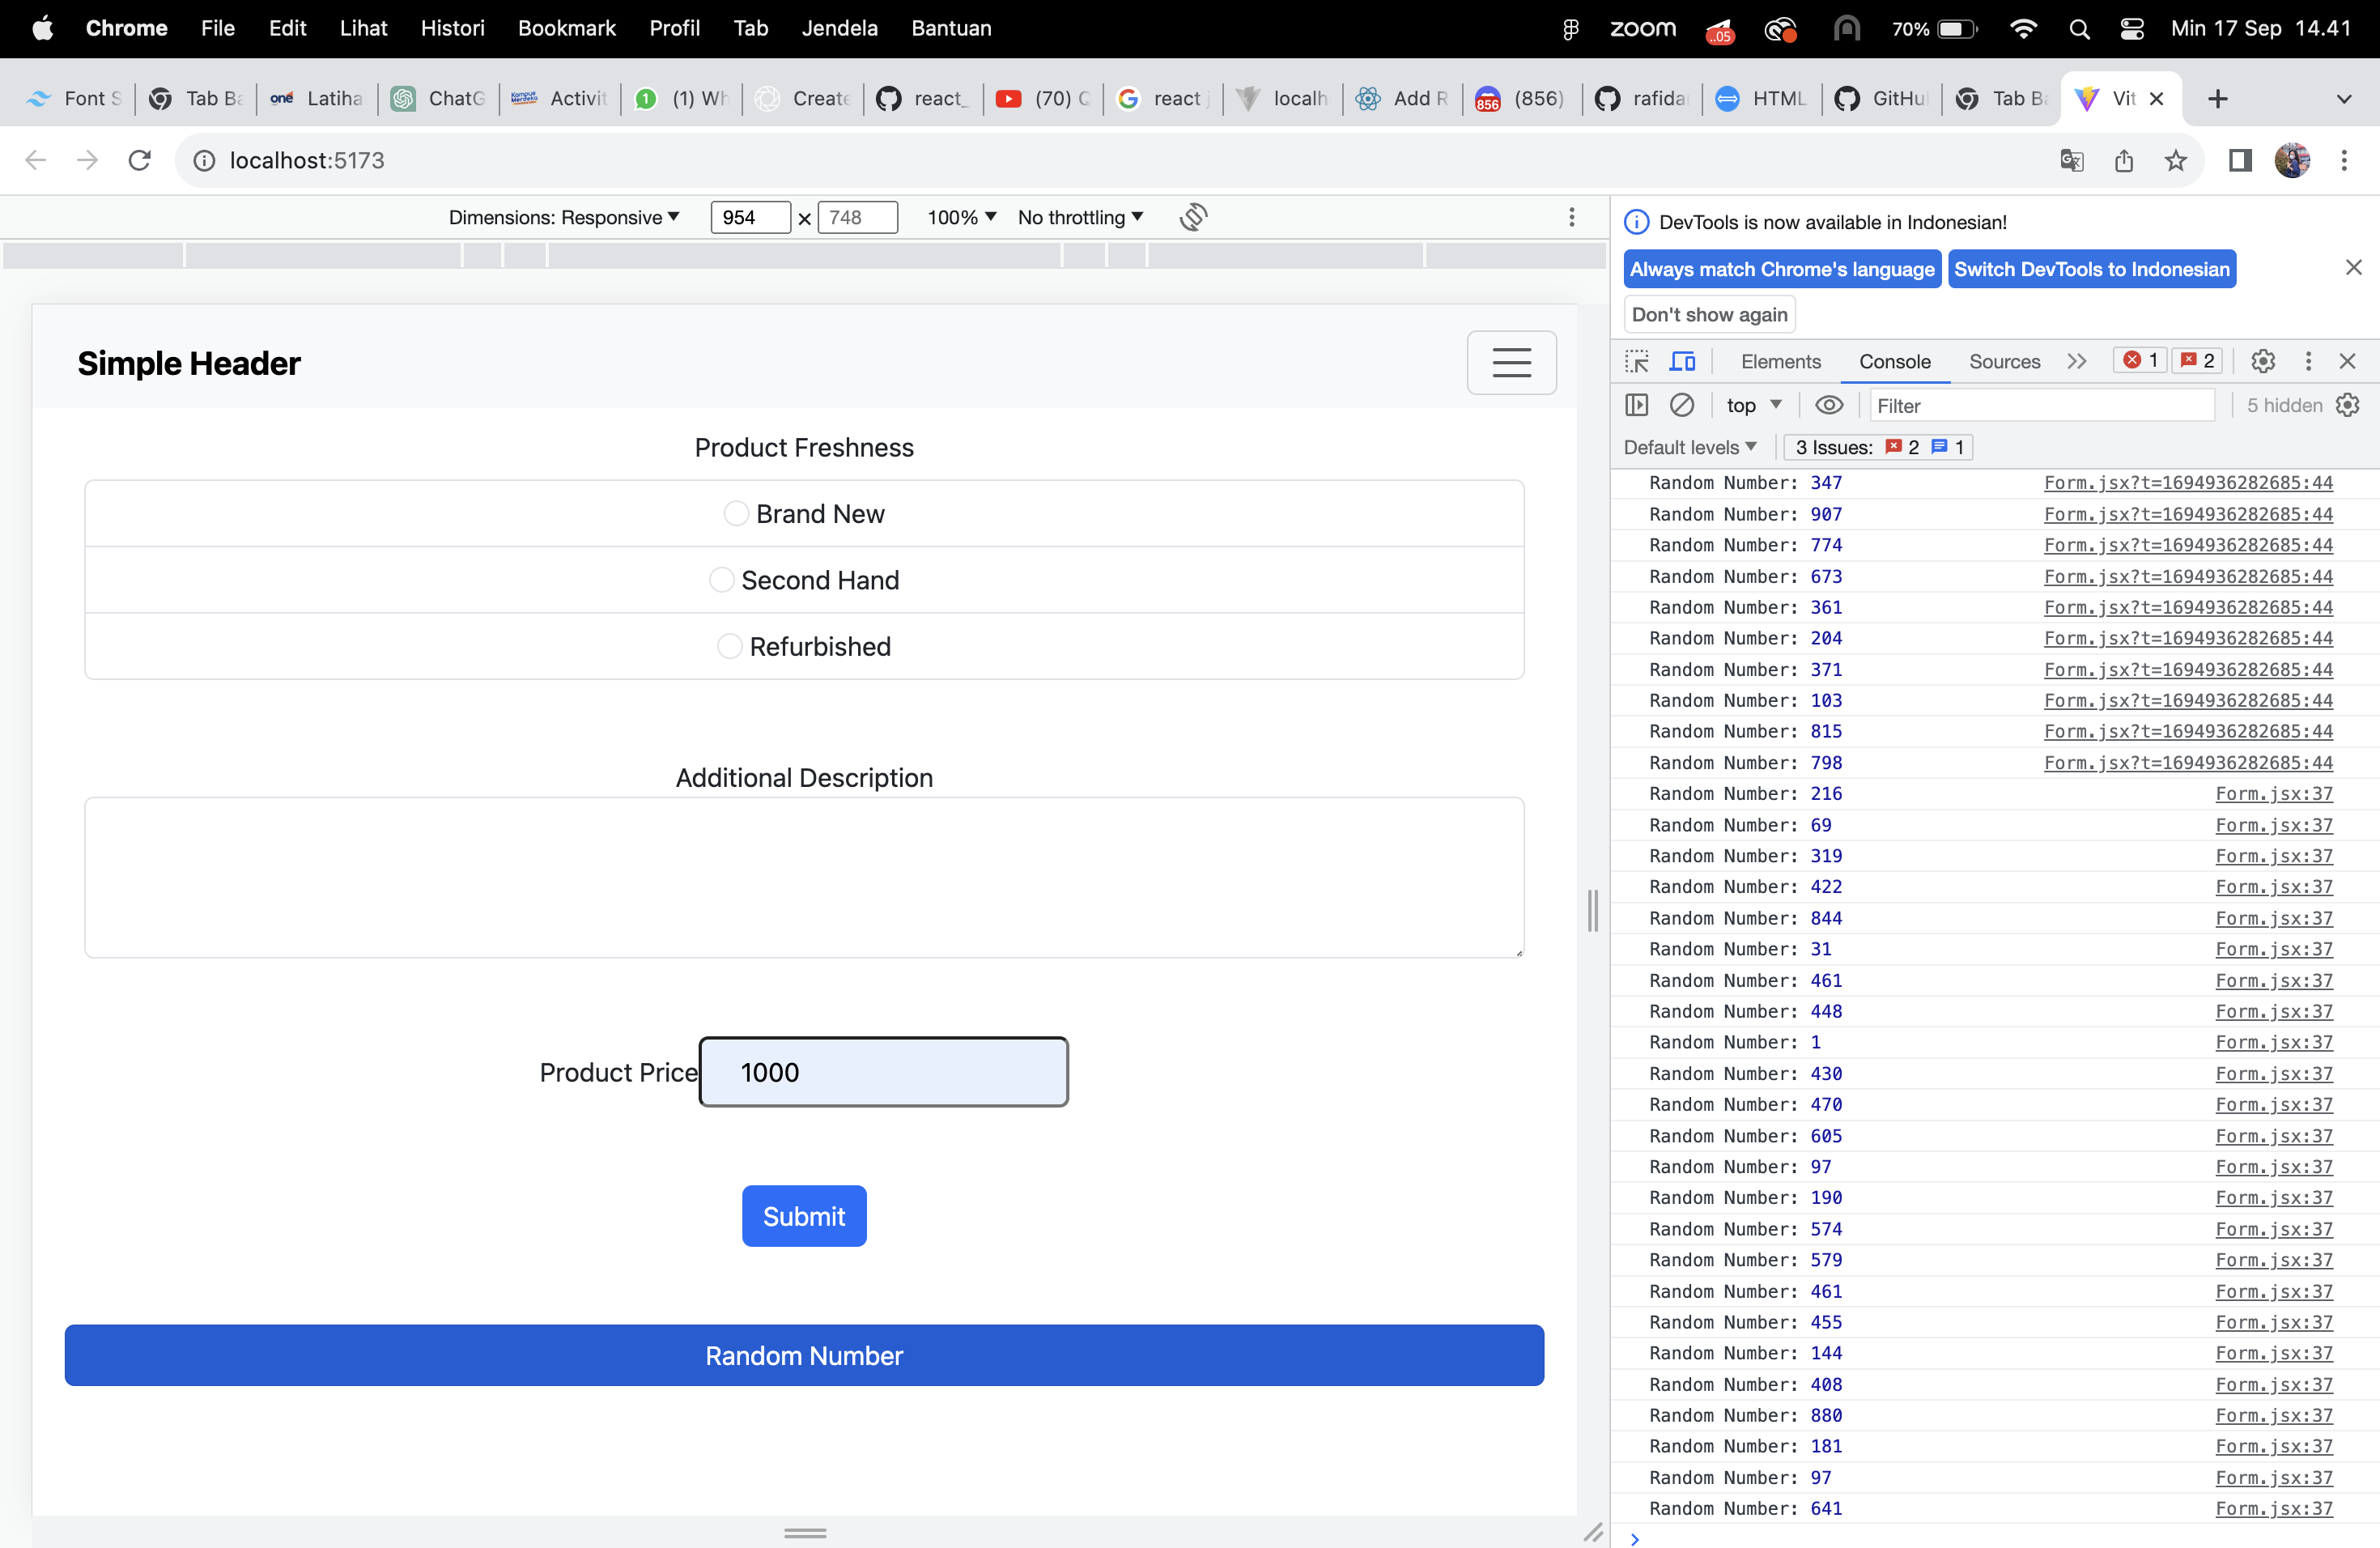 Chrome File Edit Lihat Histori Bookmark Profil Tab Jendela Bantuan zoom ..05 70% Min 17 Sep 14.41
Font S Tab Ba one Latiha ChatG Kampus Merdeka Activit 1 (1) Wh Create react_ (70) Q react j localh Add R 856 (856) rafida HTML GitHu Tab Ba Vit
localhost:5173
Dimensions: Responsive 954 × 748 100% No throttling
DevTools is now available in Indonesian!
Always match Chrome's language Switch DevTools to Indonesian
Don't show again
Elements Console Sources 1 2
top Filter 5 hidden
Default levels 3 Issues: 2 1
Simple Header
Product Freshness
Brand New
Second Hand
Refurbished
Additional Description
Product Price 1000
Submit
Random Number
Random Number: 347 Form.jsx?t=1694936282685:44
Random Number: 907 Form.jsx?t=1694936282685:44
Random Number: 774 Form.jsx?t=1694936282685:44
Random Number: 673 Form.jsx?t=1694936282685:44
Random Number: 361 Form.jsx?t=1694936282685:44
Random Number: 204 Form.jsx?t=1694936282685:44
Random Number: 371 Form.jsx?t=1694936282685:44
Random Number: 103 Form.jsx?t=1694936282685:44
Random Number: 815 Form.jsx?t=1694936282685:44
Random Number: 798 Form.jsx?t=1694936282685:44
Random Number: 216 Form.jsx:37
Random Number: 69 Form.jsx:37
Random Number: 319 Form.jsx:37
Random Number: 422 Form.jsx:37
Random Number: 844 Form.jsx:37
Random Number: 31 Form.jsx:37
Random Number: 461 Form.jsx:37
Random Number: 448 Form.jsx:37
Random Number: 1 Form.jsx:37
Random Number: 430 Form.jsx:37
Random Number: 470 Form.jsx:37
Random Number: 605 Form.jsx:37
Random Number: 97 Form.jsx:37
Random Number: 190 Form.jsx:37
Random Number: 574 Form.jsx:37
Random Number: 579 Form.jsx:37
Random Number: 461 Form.jsx:37
Random Number: 455 Form.jsx:37
Random Number: 144 Form.jsx:37
Random Number: 408 Form.jsx:37
Random Number: 880 Form.jsx:37
Random Number: 181 Form.jsx:37
Random Number: 97 Form.jsx:37
Random Number: 641 Form.jsx:37